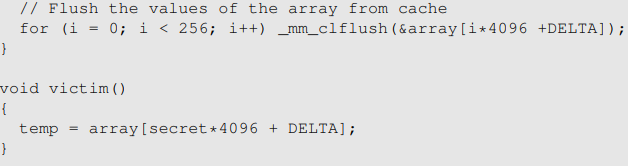 // Flush the values of the array from cache
for (i = 0; i < 256; i++) _mm_clflush(&array[i*4096 +DELTA]);
}
void victim()
{
temp = array[secret*4096 + DELTA];
}